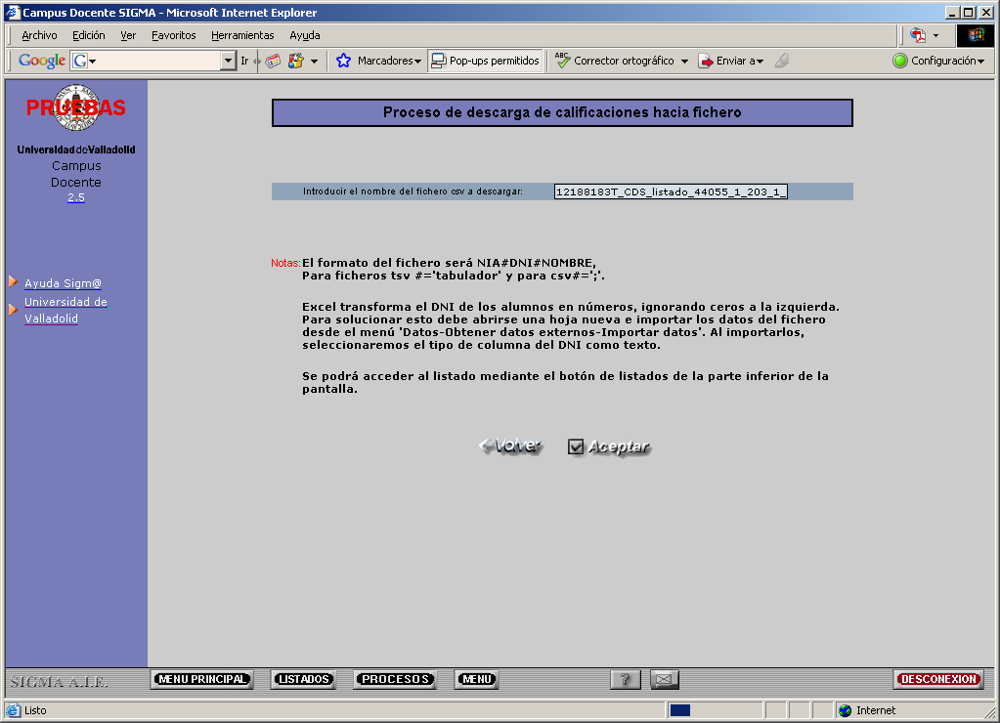 Campus Docente SIGMA - Microsoft Internet Explorer
Archivo Edición Ver Favoritos Herramientas Ayuda
Google G Ir Marcadores Pop-ups permitidos ABC Corrector ortográfico Enviar a Configuración
PRUEBAS
Universidad de Valladolid
Campus
Docente
2.5
Proceso de descarga de calificaciones hacia fichero
Introducir el nombre del fichero csv a descargar: 12188183T_CDS_listado_44055_1_203_1_
Notas: El formato del fichero será NIA#DNI#NOMBRE,
Para ficheros tsv #='tabulador' y para csv#=';'.
Excel transforma el DNI de los alumnos en números, ignorando ceros a la izquierda.
Para solucionar esto debe abrirse una hoja nueva e importar los datos del fichero
desde el menú 'Datos-Obtener datos externos-Importar datos'. Al importarlos,
seleccionaremos el tipo de columna del DNI como texto.
Se podrá acceder al listado mediante el botón de listados de la parte inferior de la
pantalla.
Ayuda Sigm@
Universidad de
Valladolid
Volver Aceptar
SIGMA A.I.E. MENU PRINCIPAL LISTADOS PROCESOS MENU ? DESCONEXION
Listo Internet